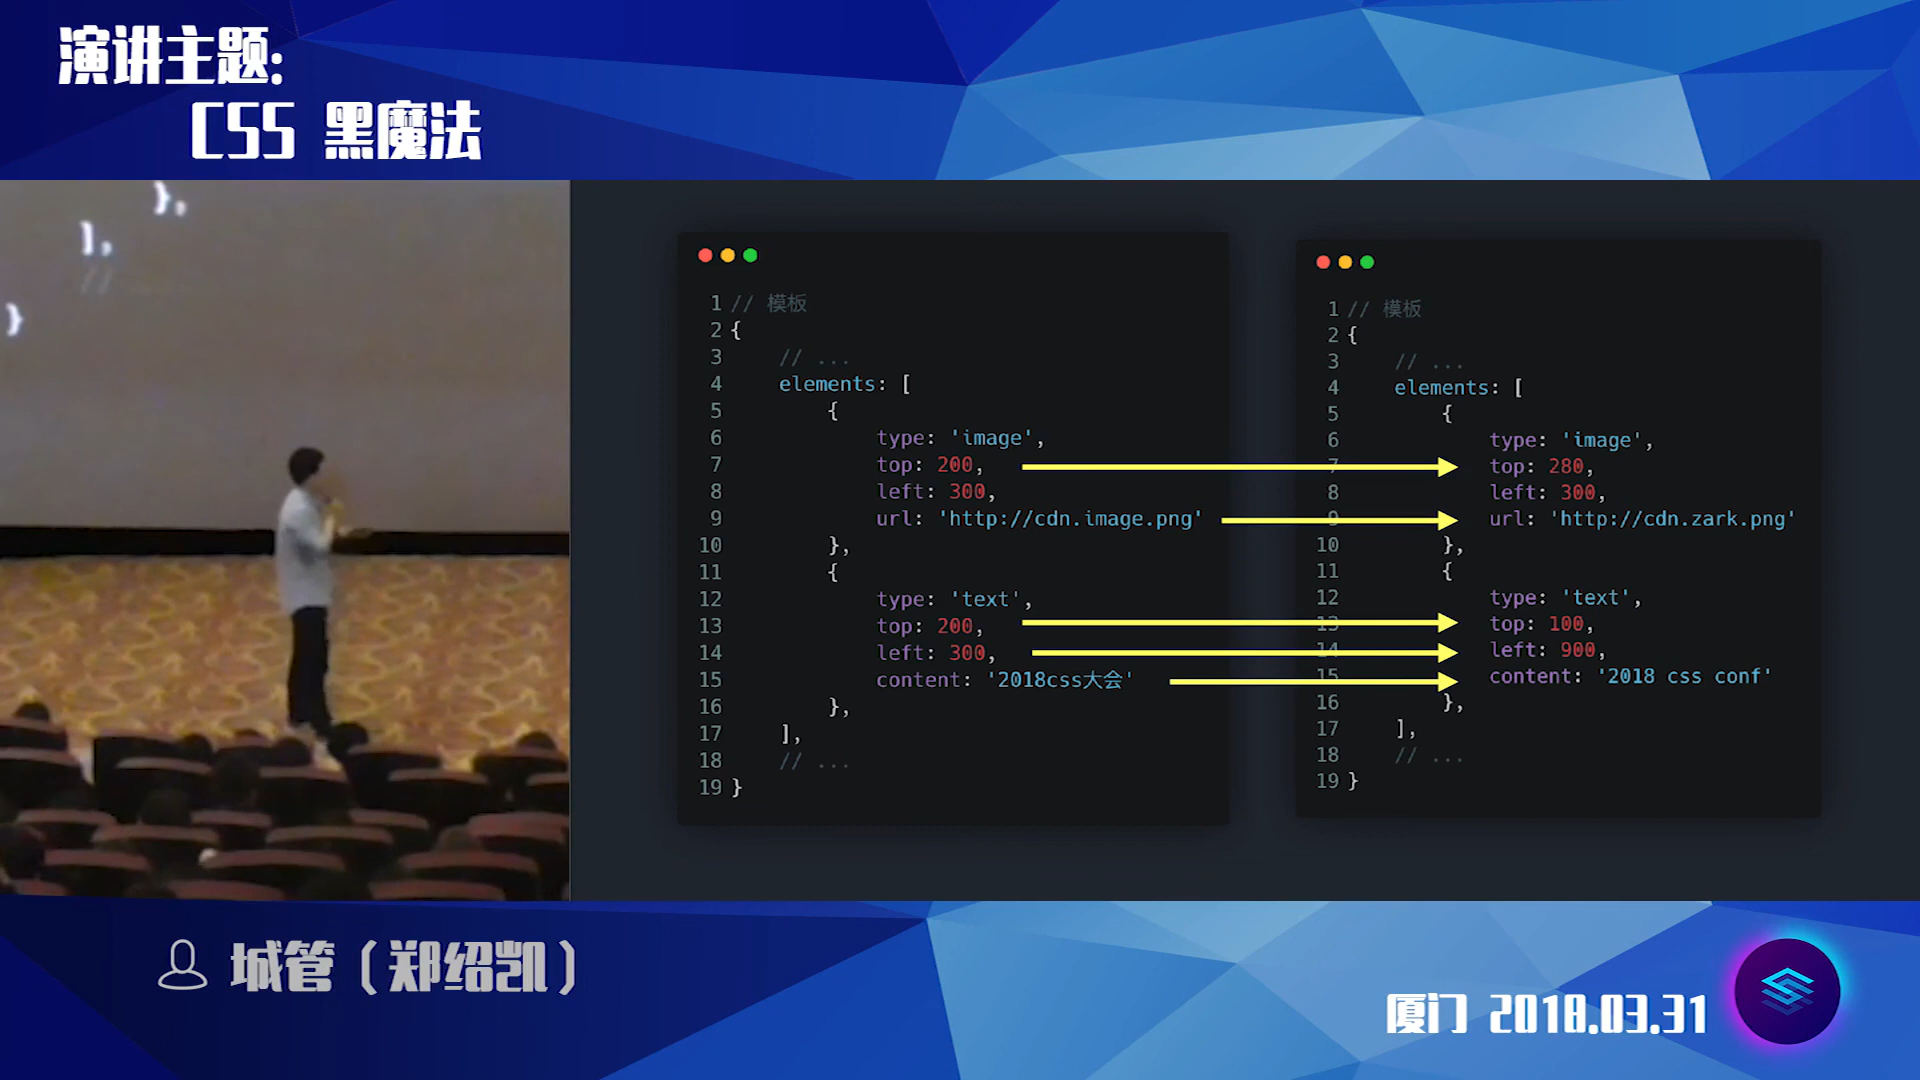 演讲主题:
CSS 黑魔法
},
],
//
}
1 // 模板
2 {
3 // ...
4 elements: [
5 {
6 type: 'image',
7 top: 200,
8 left: 300,
9 url: 'http://cdn.image.png'
10 },
11 {
12 type: 'text',
13 top: 200,
14 left: 300,
15 content: '2018css大会'
16 },
17 ],
18 // ...
19 }
1 // 模板
2 {
3 // ...
4 elements: [
5 {
6 type: 'image',
7 top: 280,
8 left: 300,
9 url: 'http://cdn.zark.png'
10 },
11 {
12 type: 'text',
13 top: 100,
14 left: 900,
15 content: '2018 css conf'
16 },
17 ],
18 // ...
19 }
城管（郑绍凯）
厦门 2018.03.31